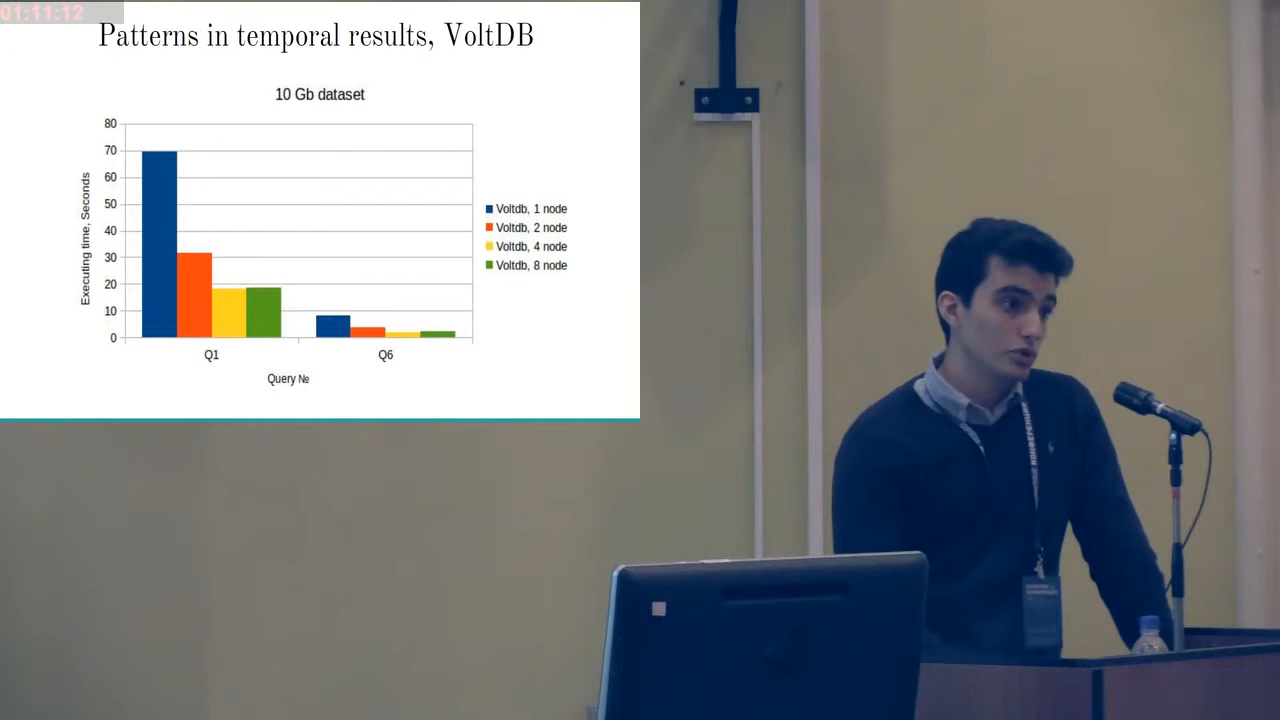 01:11:12
Patterns in temporal results, VoltDB
10 Gb dataset
80
70
60
50
40
30
20
10
0
Executing time, Seconds
Q1
Q6
Query №
Voltdb, 1 node
Voltdb, 2 node
Voltdb, 4 node
Voltdb, 8 node
КОНФЕРЕНЦИИ